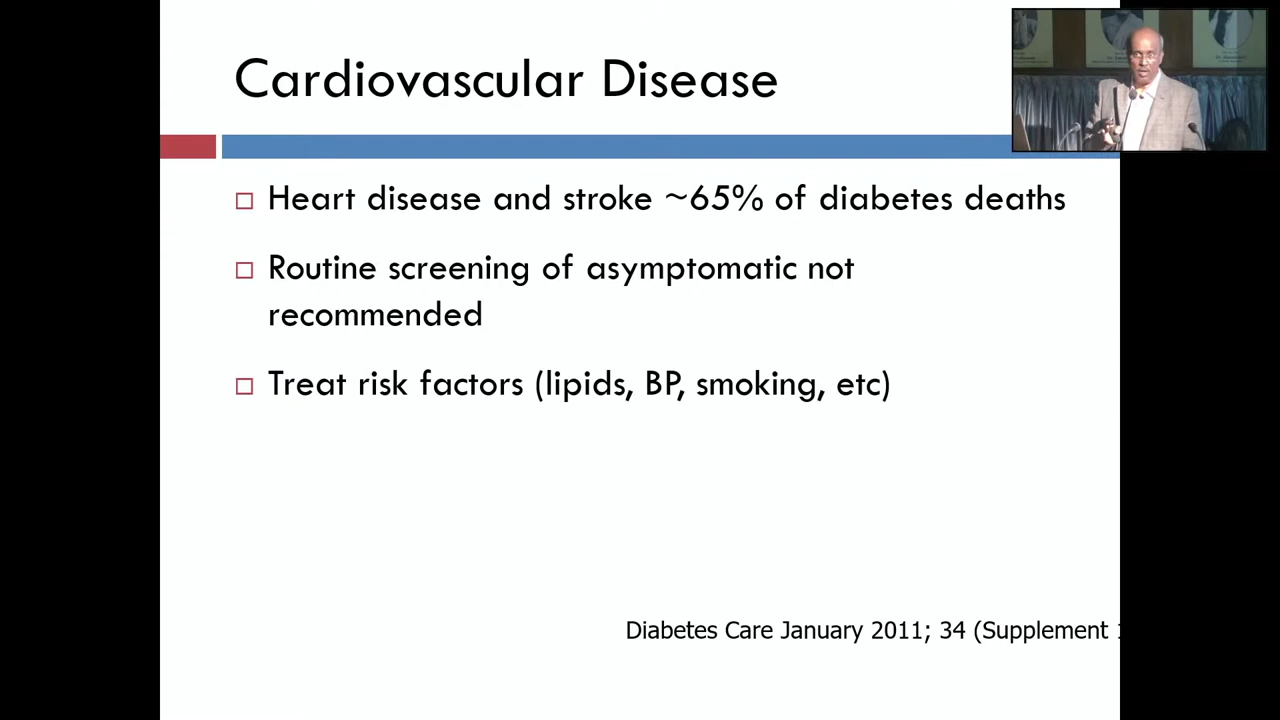 Cardiovascular Disease
Heart disease and stroke ~65% of diabetes deaths
Routine screening of asymptomatic not
recommended
Treat risk factors (lipids, BP, smoking, etc)
Diabetes Care January 2011; 34 (Supplement